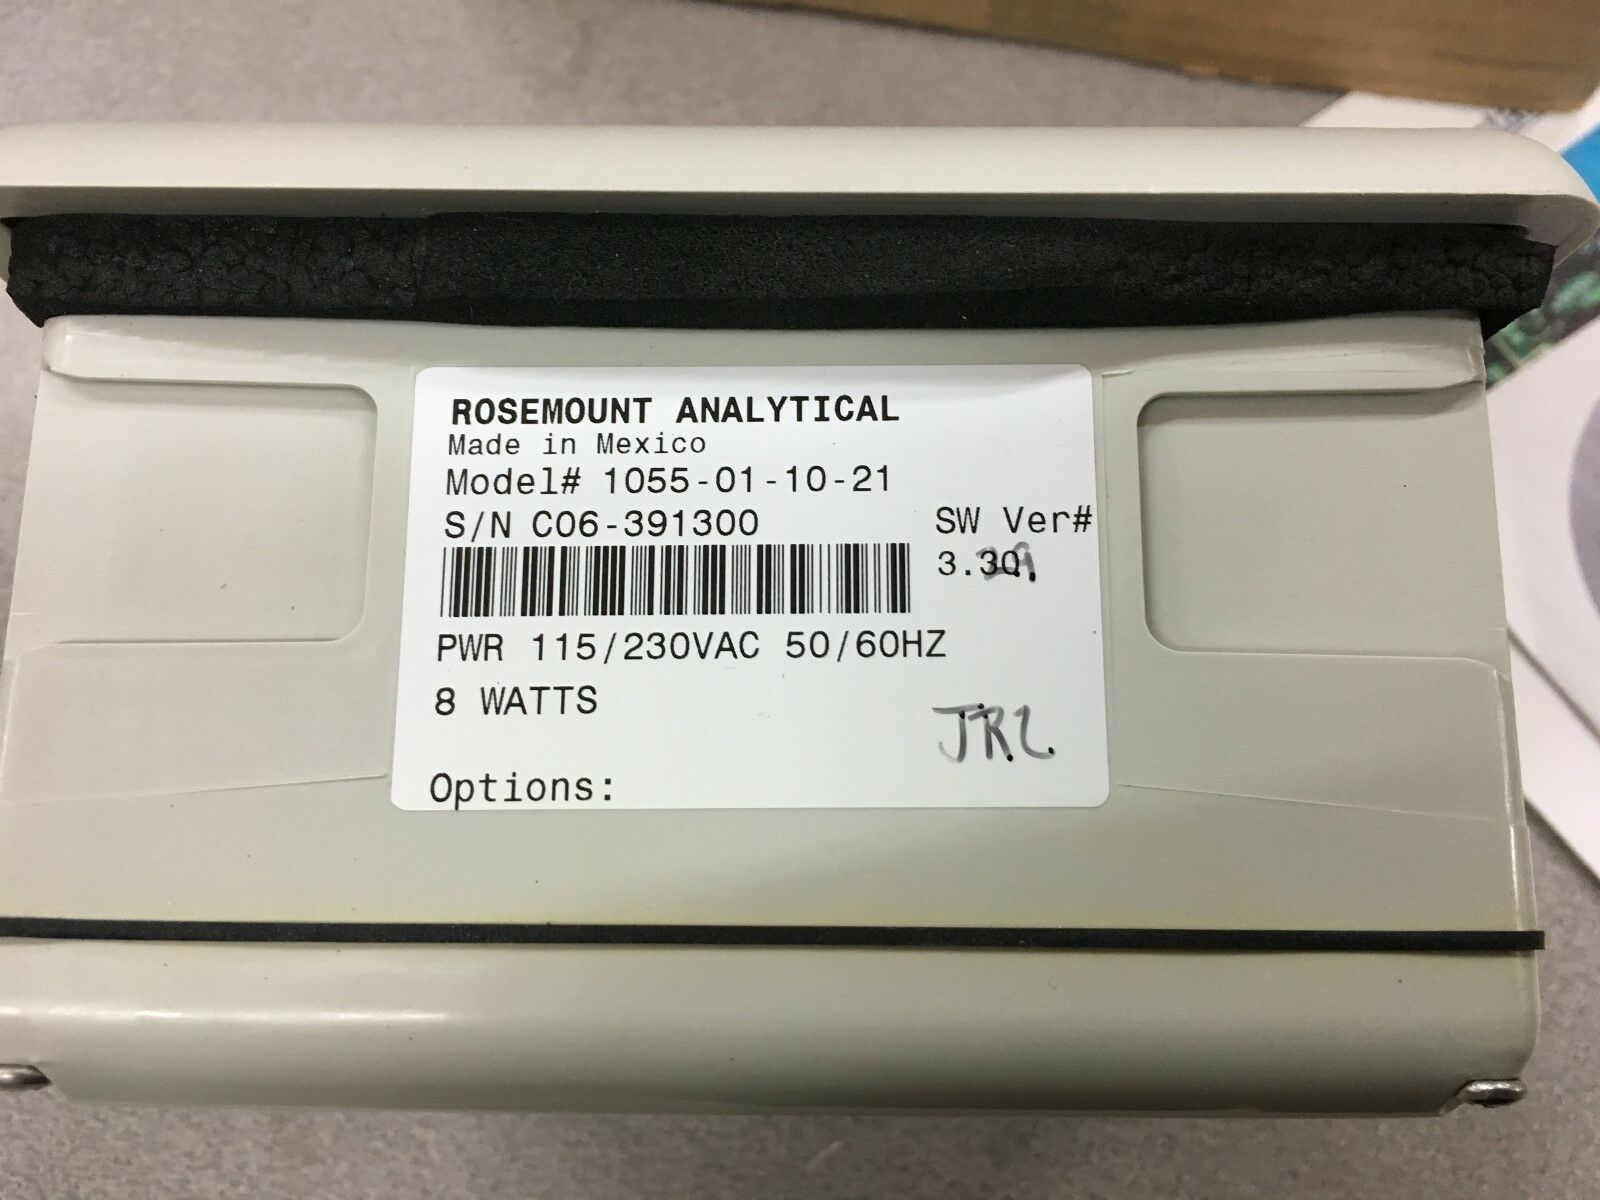 ROSEMOUNT ANALYTICAL
Made in Mexico
Model# 1055-01-10-21
S/N C06-391300
SW Ver#
PWR 115/230VAC 50/60HZ
8 WATTS
Options: